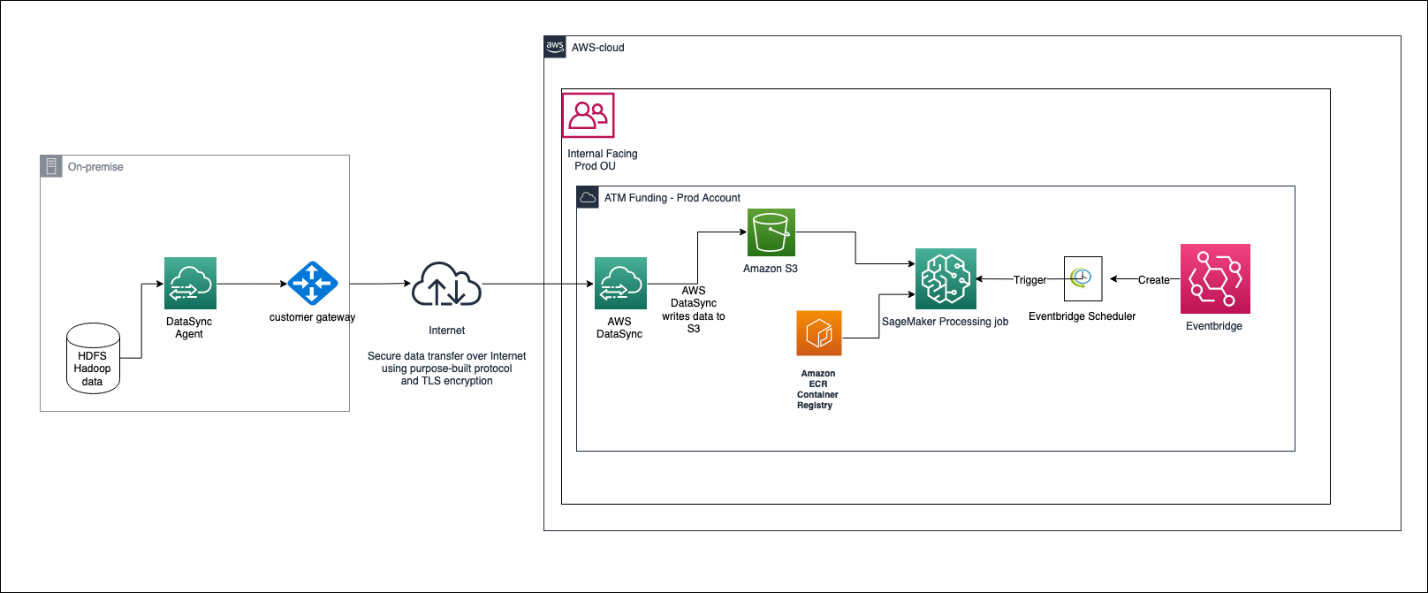 aws
AWS-cloud
Internal Facing
Prod OU
On-premise
ATM Funding - Prod Account
Amazon S3
DataSync
Agent
customer gateway
HDFS
Hadoop
data
Internet
Secure data transfer over Internet
using purpose-built protocol
and TLS encryption
AWS
DataSync
AWS
DataSync
writes data to
S3
Amazon
ECR
Container
Registry
SageMaker Processing job
Trigger
Eventbridge Scheduler
Create
Eventbridge